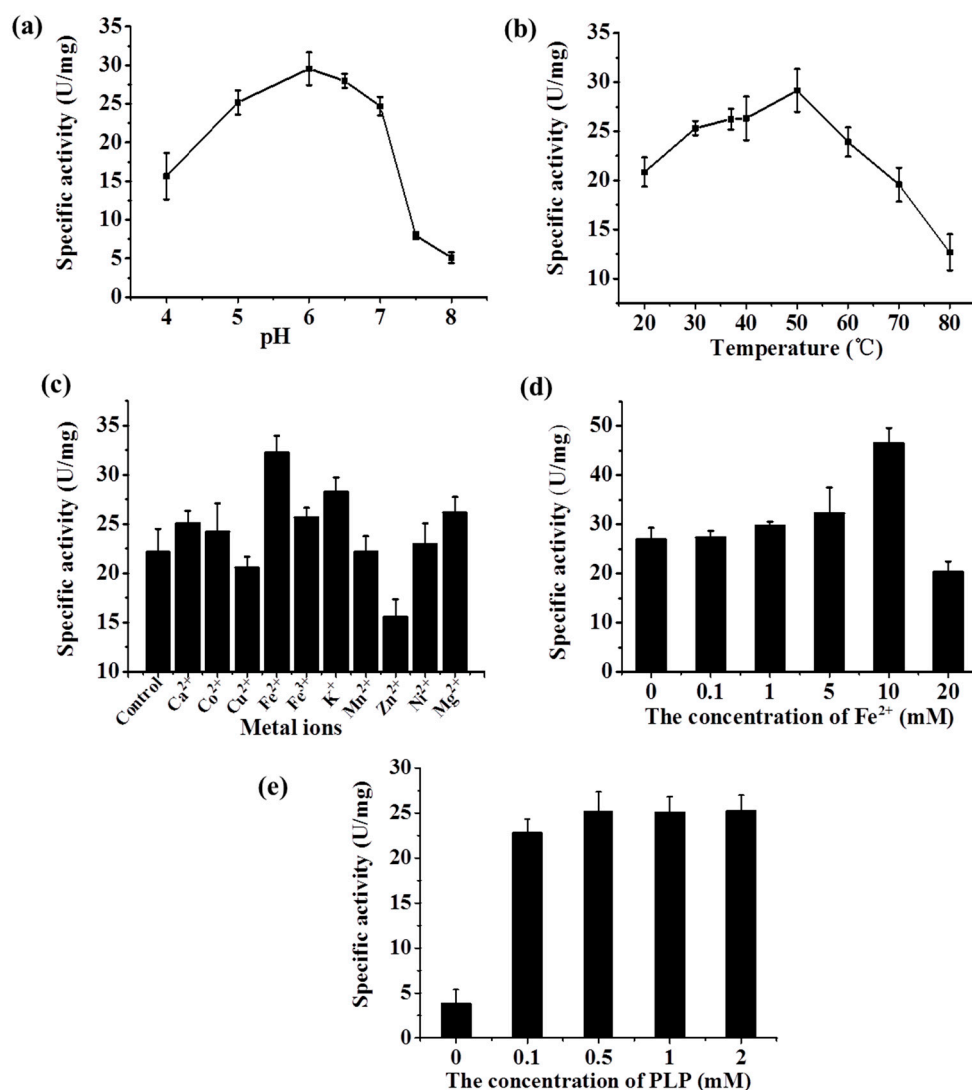 (a)
Specific activity (U/mg)
35
30
25
20
15
10
5
0
4 5 6 7 8
pH
(b)
Specific activity (U/mg)
35
30
25
20
15
10
20 30 40 50 60 70 80
Temperature (℃)
(c)
Specific activity (U/mg)
35
30
25
20
15
10
Control Ca²⁺ Co²⁺ Cu²⁺ Fe²⁺ Fe³⁺ K⁺ Mn²⁺ Zn²⁺ Ni²⁺ Mg²⁺
Metal ions
(d)
Specific activity (U/mg)
50
40
30
20
10
0
0 0.1 1 5 10 20
The concentration of Fe²⁺ (mM)
(e)
Specific activity (U/mg)
30
25
20
15
10
5
0
0 0.1 0.5 1 2
The concentration of PLP (mM)